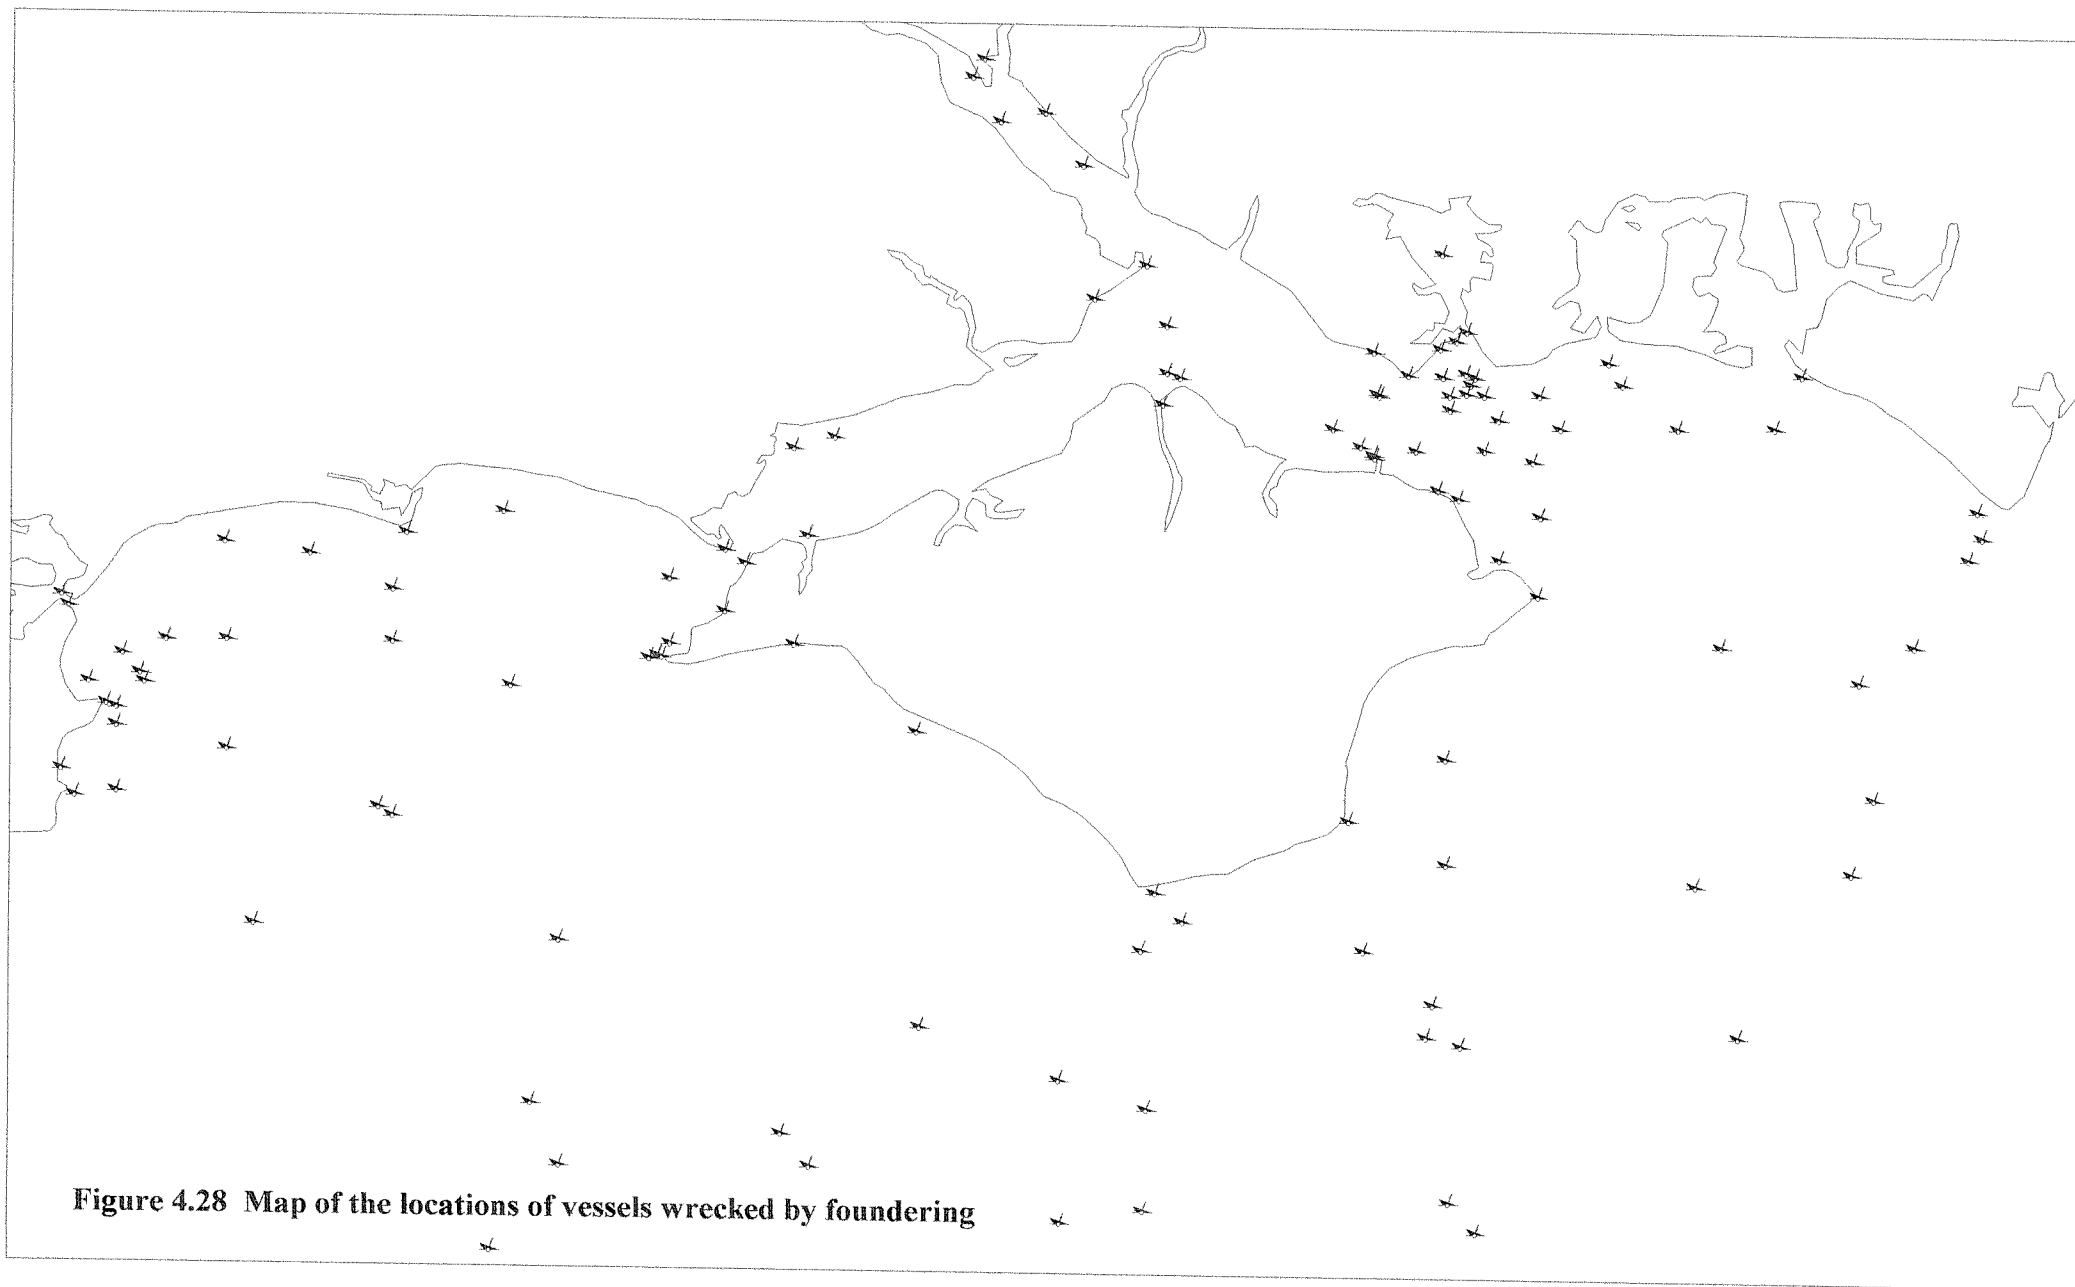 Figure 4.28 Map of the locations of vessels wrecked by foundering